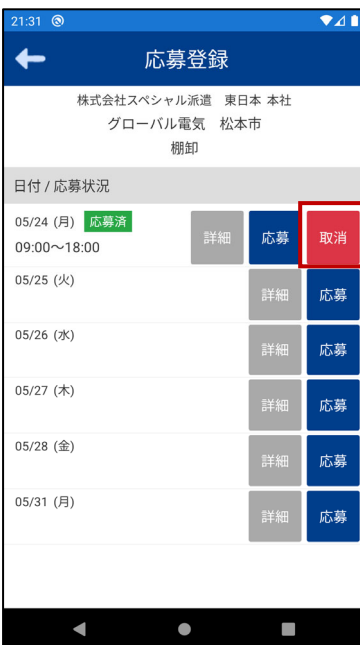 21:31
応募登録
株式会社スペシャル派遣 東日本 本社
グローバル電気 松本市
棚卸
日付 / 応募状況
05/24 (月) 応募済
09:00〜18:00
詳細 応募 取消
05/25 (火)
詳細 応募
05/26 (水)
詳細 応募
05/27 (木)
詳細 応募
05/28 (金)
詳細 応募
05/31 (月)
詳細 応募